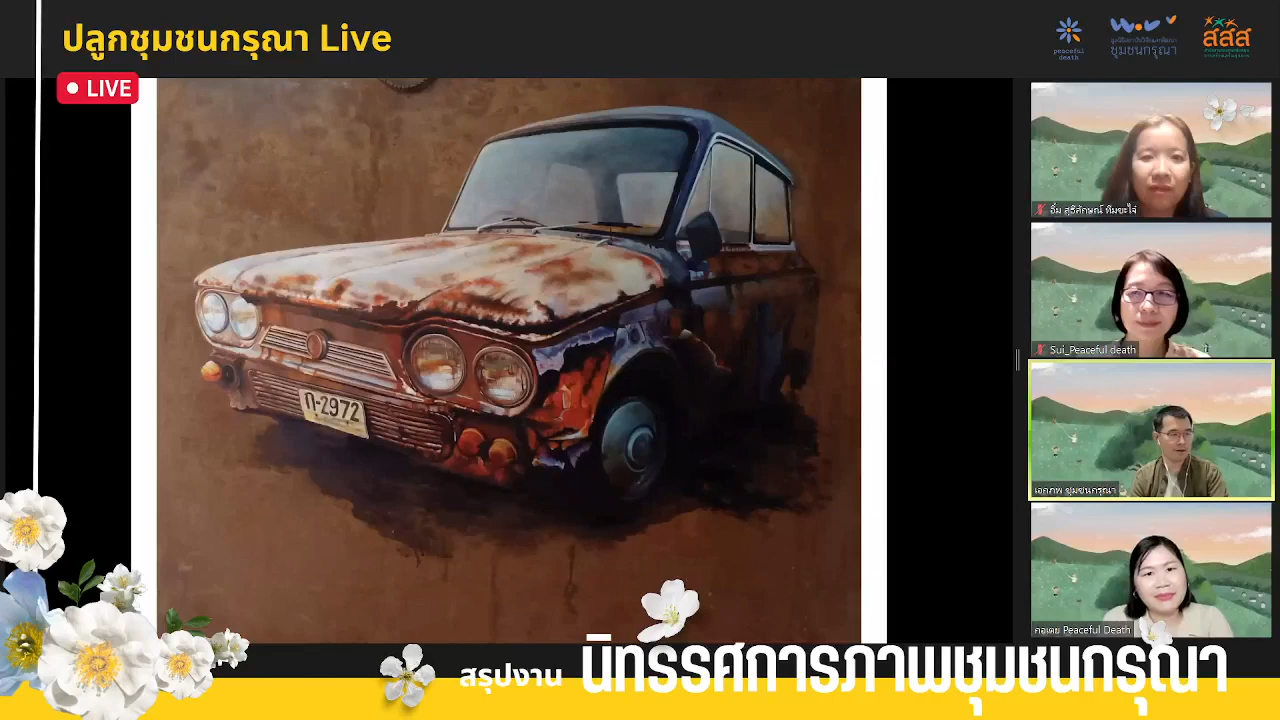 ปลูกชุมชนกรุณา Live
LIVE
peaceful
death
ชุมชนกรุณา
สสส
อิ๋ม สุรีลักษณ์ ทีมขะไจ๋
Sui_Peaceful death
เอกภพ ชุมชนกรุณา
กอเตย Peaceful Death
ก-2972
สรุปงาน นิทรรศการภาพชุมชนกรุณา